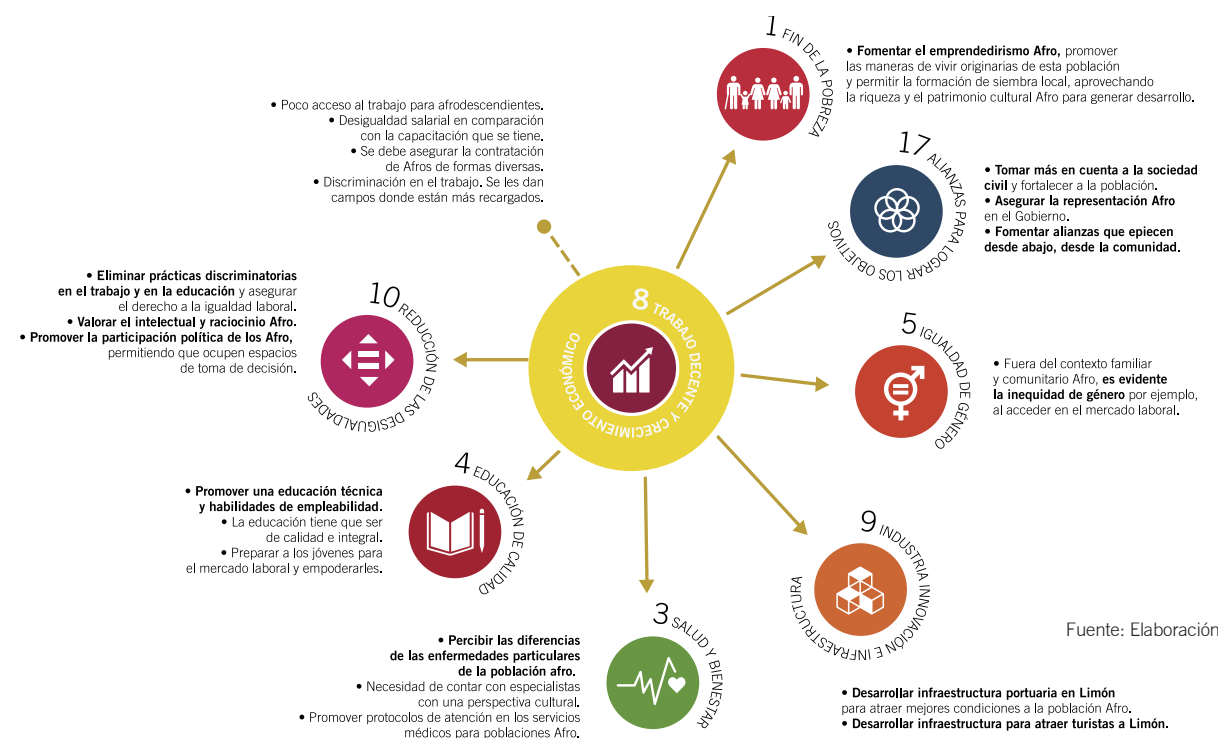 1 FIN DE LA POBREZA
• Fomentar el emprendedirismo Afro, promover
las maneras de vivir originarias de esta población
y permitir la formación de siembra local, aprovechando
la riqueza y el patrimonio cultural Afro para generar desarrollo.
• Poco acceso al trabajo para afrodescendientes.
• Desigualdad salarial en comparación
con la capacitación que se tiene.
• Se debe asegurar la contratación
de Afros de formas diversas.
• Discriminación en el trabajo. Se les dan
campos donde están más recargados.
17 ALIANZAS PARA LOGRAR LOS OBJETIVOS
• Tomar más en cuenta a la sociedad
civil y fortalecer a la población.
• Asegurar la representación Afro
en el Gobierno.
• Fomentar alianzas que epiecen
desde abajo, desde la comunidad.
8 TRABAJO DECENTE Y CRECIMIENTO ECONÓMICO
10 REDUCCIÓN DE LAS DESIGUALDADES
• Eliminar prácticas discriminatorias
en el trabajo y en la educación y asegurar
el derecho a la igualdad laboral.
• Valorar el intelectual y raciocinio Afro.
• Promover la participación política de los Afro,
permitiendo que ocupen espacios
de toma de decisión.
5 IGUALDAD DE GÉNERO
• Fuera del contexto familiar
y comunitario Afro, es evidente
la inequidad de género por ejemplo,
al acceder en el mercado laboral.
4 EDUCACIÓN DE CALIDAD
• Promover una educación técnica
y habilidades de empleabilidad.
• La educación tiene que ser
de calidad e integral.
• Preparar a los jóvenes para
el mercado laboral y empoderarles.
9 INDUSTRIA INNOVACIÓN E INFRAESTRUCTURA
Fuente: Elaboración
3 SALUD Y BIENESTAR
• Percibir las diferencias
de las enfermedades particulares
de la población afro.
• Necesidad de contar con especialistas
con una perspectiva cultural.
• Promover protocolos de atención en los servicios
médicos para poblaciones Afro.
• Desarrollar infraestructura portuaria en Limón
para atraer mejores condiciones a la población Afro.
• Desarrollar infraestructura para atraer turistas a Limón.